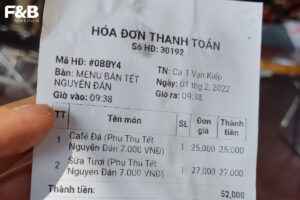 F&B
Vietnam
HÓA ĐƠN THANH TOÁN
Số HĐ: 30192
Mã HĐ: #0BBY4
TN: Ca 1 Vạn Kiếp
Bàn: MENU BÁN TẾT NGUYÊN ĐÁN
Ngày: 01 thg 2, 2022
Giờ vào: 09:38
Giờ ra: 09:38
TT Tên món SL Đơn giá Thành tiền
1 Café Đá (Phụ Thu Tết Nguyên Đán 7.000 VNĐ) 1 25,000 25,000
2 Sữa Tươi (Phụ Thu Tết Nguyên Đán 7.000 VNĐ) 1 27,000 27,000
Thành tiền: 52,000